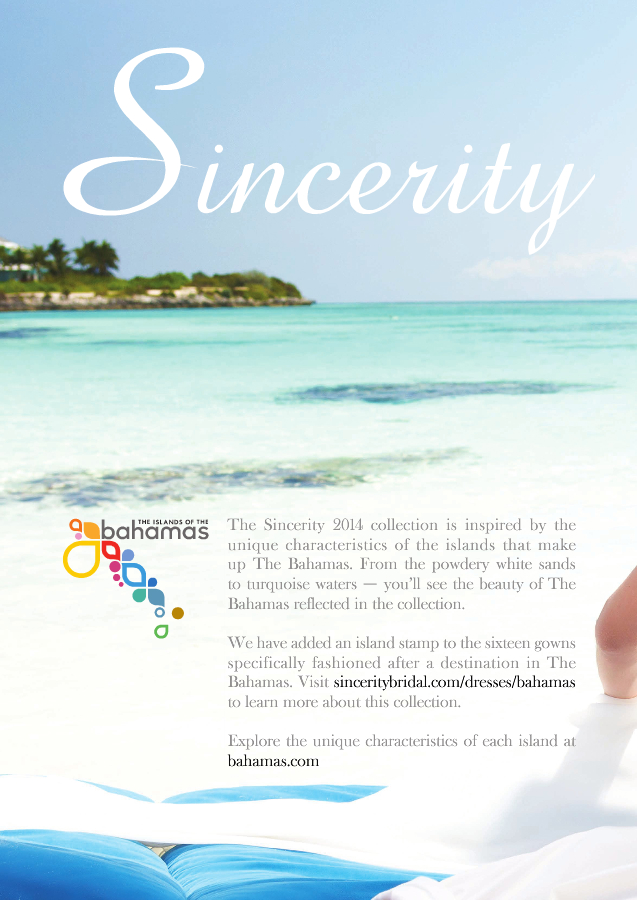 Sincerity
THE ISLANDS OF THE
bahamas
The Sincerity 2014 collection is inspired by the
unique characteristics of the islands that make
up The Bahamas. From the powdery white sands
to turquoise waters — you’ll see the beauty of The
Bahamas reflected in the collection.
We have added an island stamp to the sixteen gowns
specifically fashioned after a destination in The
Bahamas. Visit sinceritybridal.com/dresses/bahamas
to learn more about this collection.
Explore the unique characteristics of each island at
bahamas.com